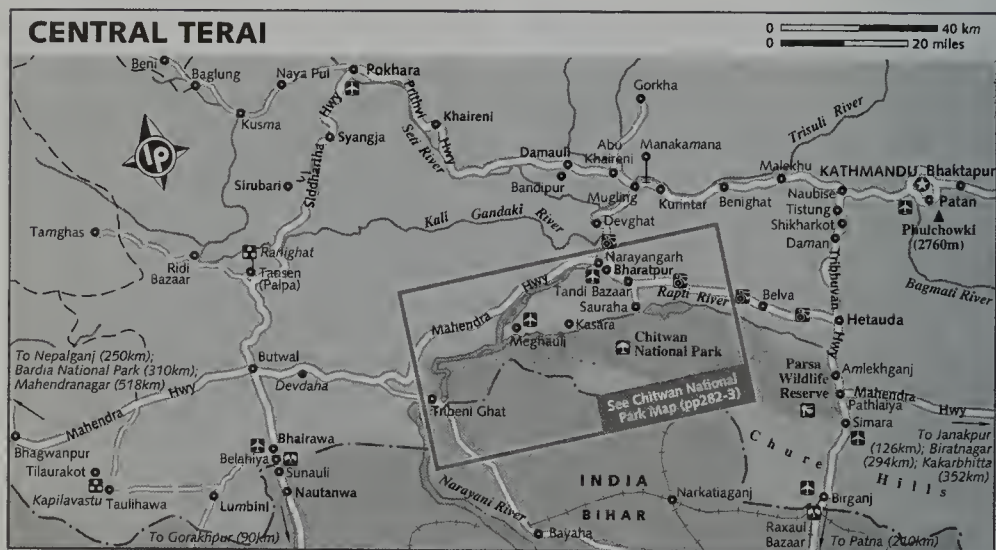 CENTRAL TERAI
0 40 km
0 20 miles
Beni
Baglung
Naya Pul
Pokhara
Kusma
Syangja
Sirubari
Siddhartha Hwy
Prithvi Hwy
Seti River
Khaireni
Gorkha
Damauli
Bandipur
Abu
Khaireni
Manakamana
Mugling
Kurintar
Benighat
Malekhu
Trisuli River
KATHMANDU
Bhaktapur
Naubise
Patan
Tistung
Shikharkot
Daman
Phulchowki
(2760m)
Tribhuvan Hwy
Bagmati River
Devghat
Kali Gandaki River
Tamghas
Ridi
Bazaar
Ranighat
Tansen
(Palpa)
Narayangarh
Bharatpur
Tandi Bazaar
Sauraha
Rapti River
Belva
Hetauda
Mahendra Hwy
Meghauli
Kasara
Chitwan
National Park
See Chitwan National
Park Map (pp282-3)
Parsa
Wildlife
Reserve
Amlekhganj
Mahendra Hwy
Pathlaiya
Simara
To Nepalganj (250km);
Bardia National Park (310km);
Mahendranagar (518km)
Butwal
Devdaha
Mahendra Hwy
Tribeni Ghat
Bhagwanpur
Tilaurakot
Kapilavastu
Taulihawa
Bhairawa
Belahiya
Sunauli
Nautanwa
Lumbini
To Gorakhpur (90km)
Narayani River
Chure Hills
To Janakpur
(126km); Biratnagar
(294km); Kakarbhitta
(352km)
INDIA
BIHAR
Narkatiaganj
Birganj
Raxaul
Bazaar
Bayaha
To Patna (210km)